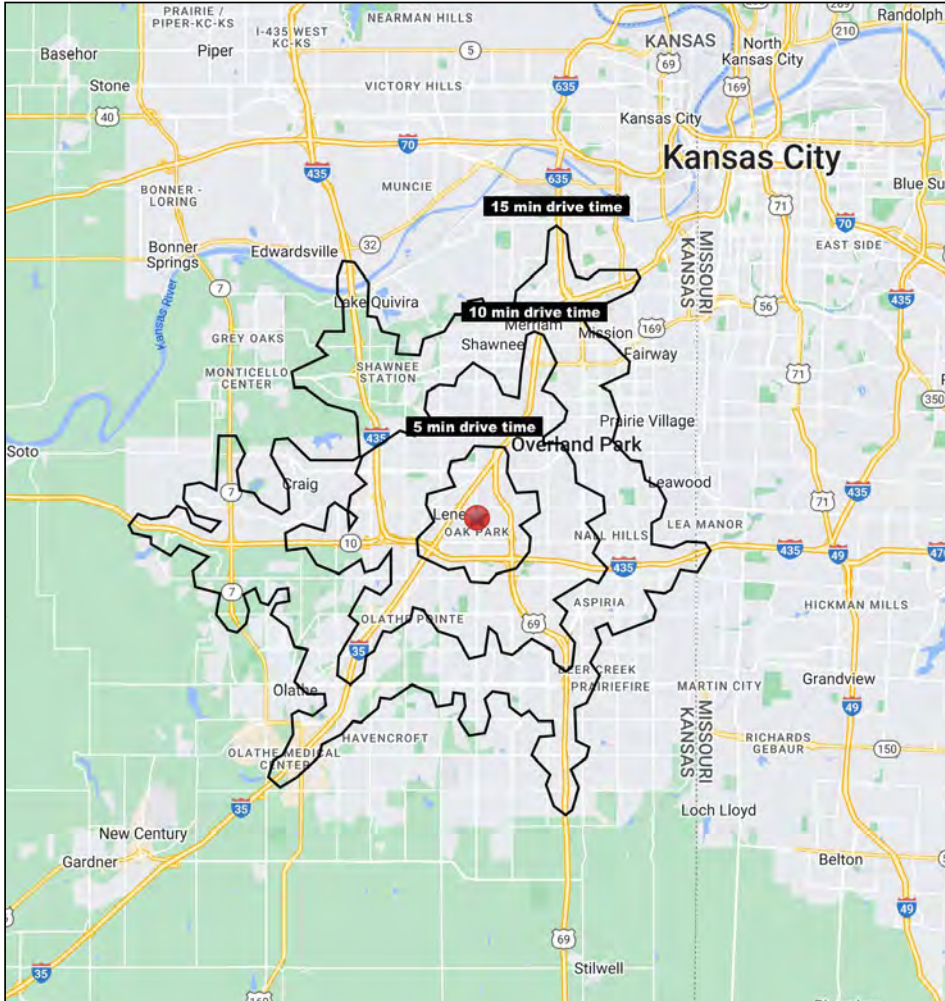 PRAIRIE /
PIPER-KC-KS
NEARMAN HILLS
Randolph
I-435 WEST
KC-KS
210
Basehor
Piper
5
KANSAS
69
North
Kansas City
Stone
VICTORY HILLS
635
169
40
Kansas City
70
435
Kansas City
635
MUNCIE
BONNER -
LORING
Blue Su
71
15 min drive time
70
Bonner
Springs
Edwardsville
32
MISSOURI
KANSAS
EAST SIDE
7
Kansas River
Lake Quivira
435
10 min drive time
56
Merriam
Mission
169
GREY OAKS
Shawnee
Fairway
MONTICELLO
CENTER
SHAWNEE
STATION
71
350
5 min drive time
Prairie Village
435
Overland Park
Soto
Craig
Leawood
7
435
71
Lene
OAK PARK
LEA MANOR
10
NALL HILLS
435
49
470
435
7
ASPIRIA
HICKMAN MILLS
OLATHE POINTE
69
35
DEER CREEK
Olathe
PRAIRIEFIRE
MARTIN CITY
Grandview
49
MISSOURI
KANSAS
HAVENCROFT
RICHARDS
GEBAUR
150
OLATHE MEDICAL
CENTER
35
Loch Lloyd
New Century
Gardner
Belton
49
69
35
Stilwell
169